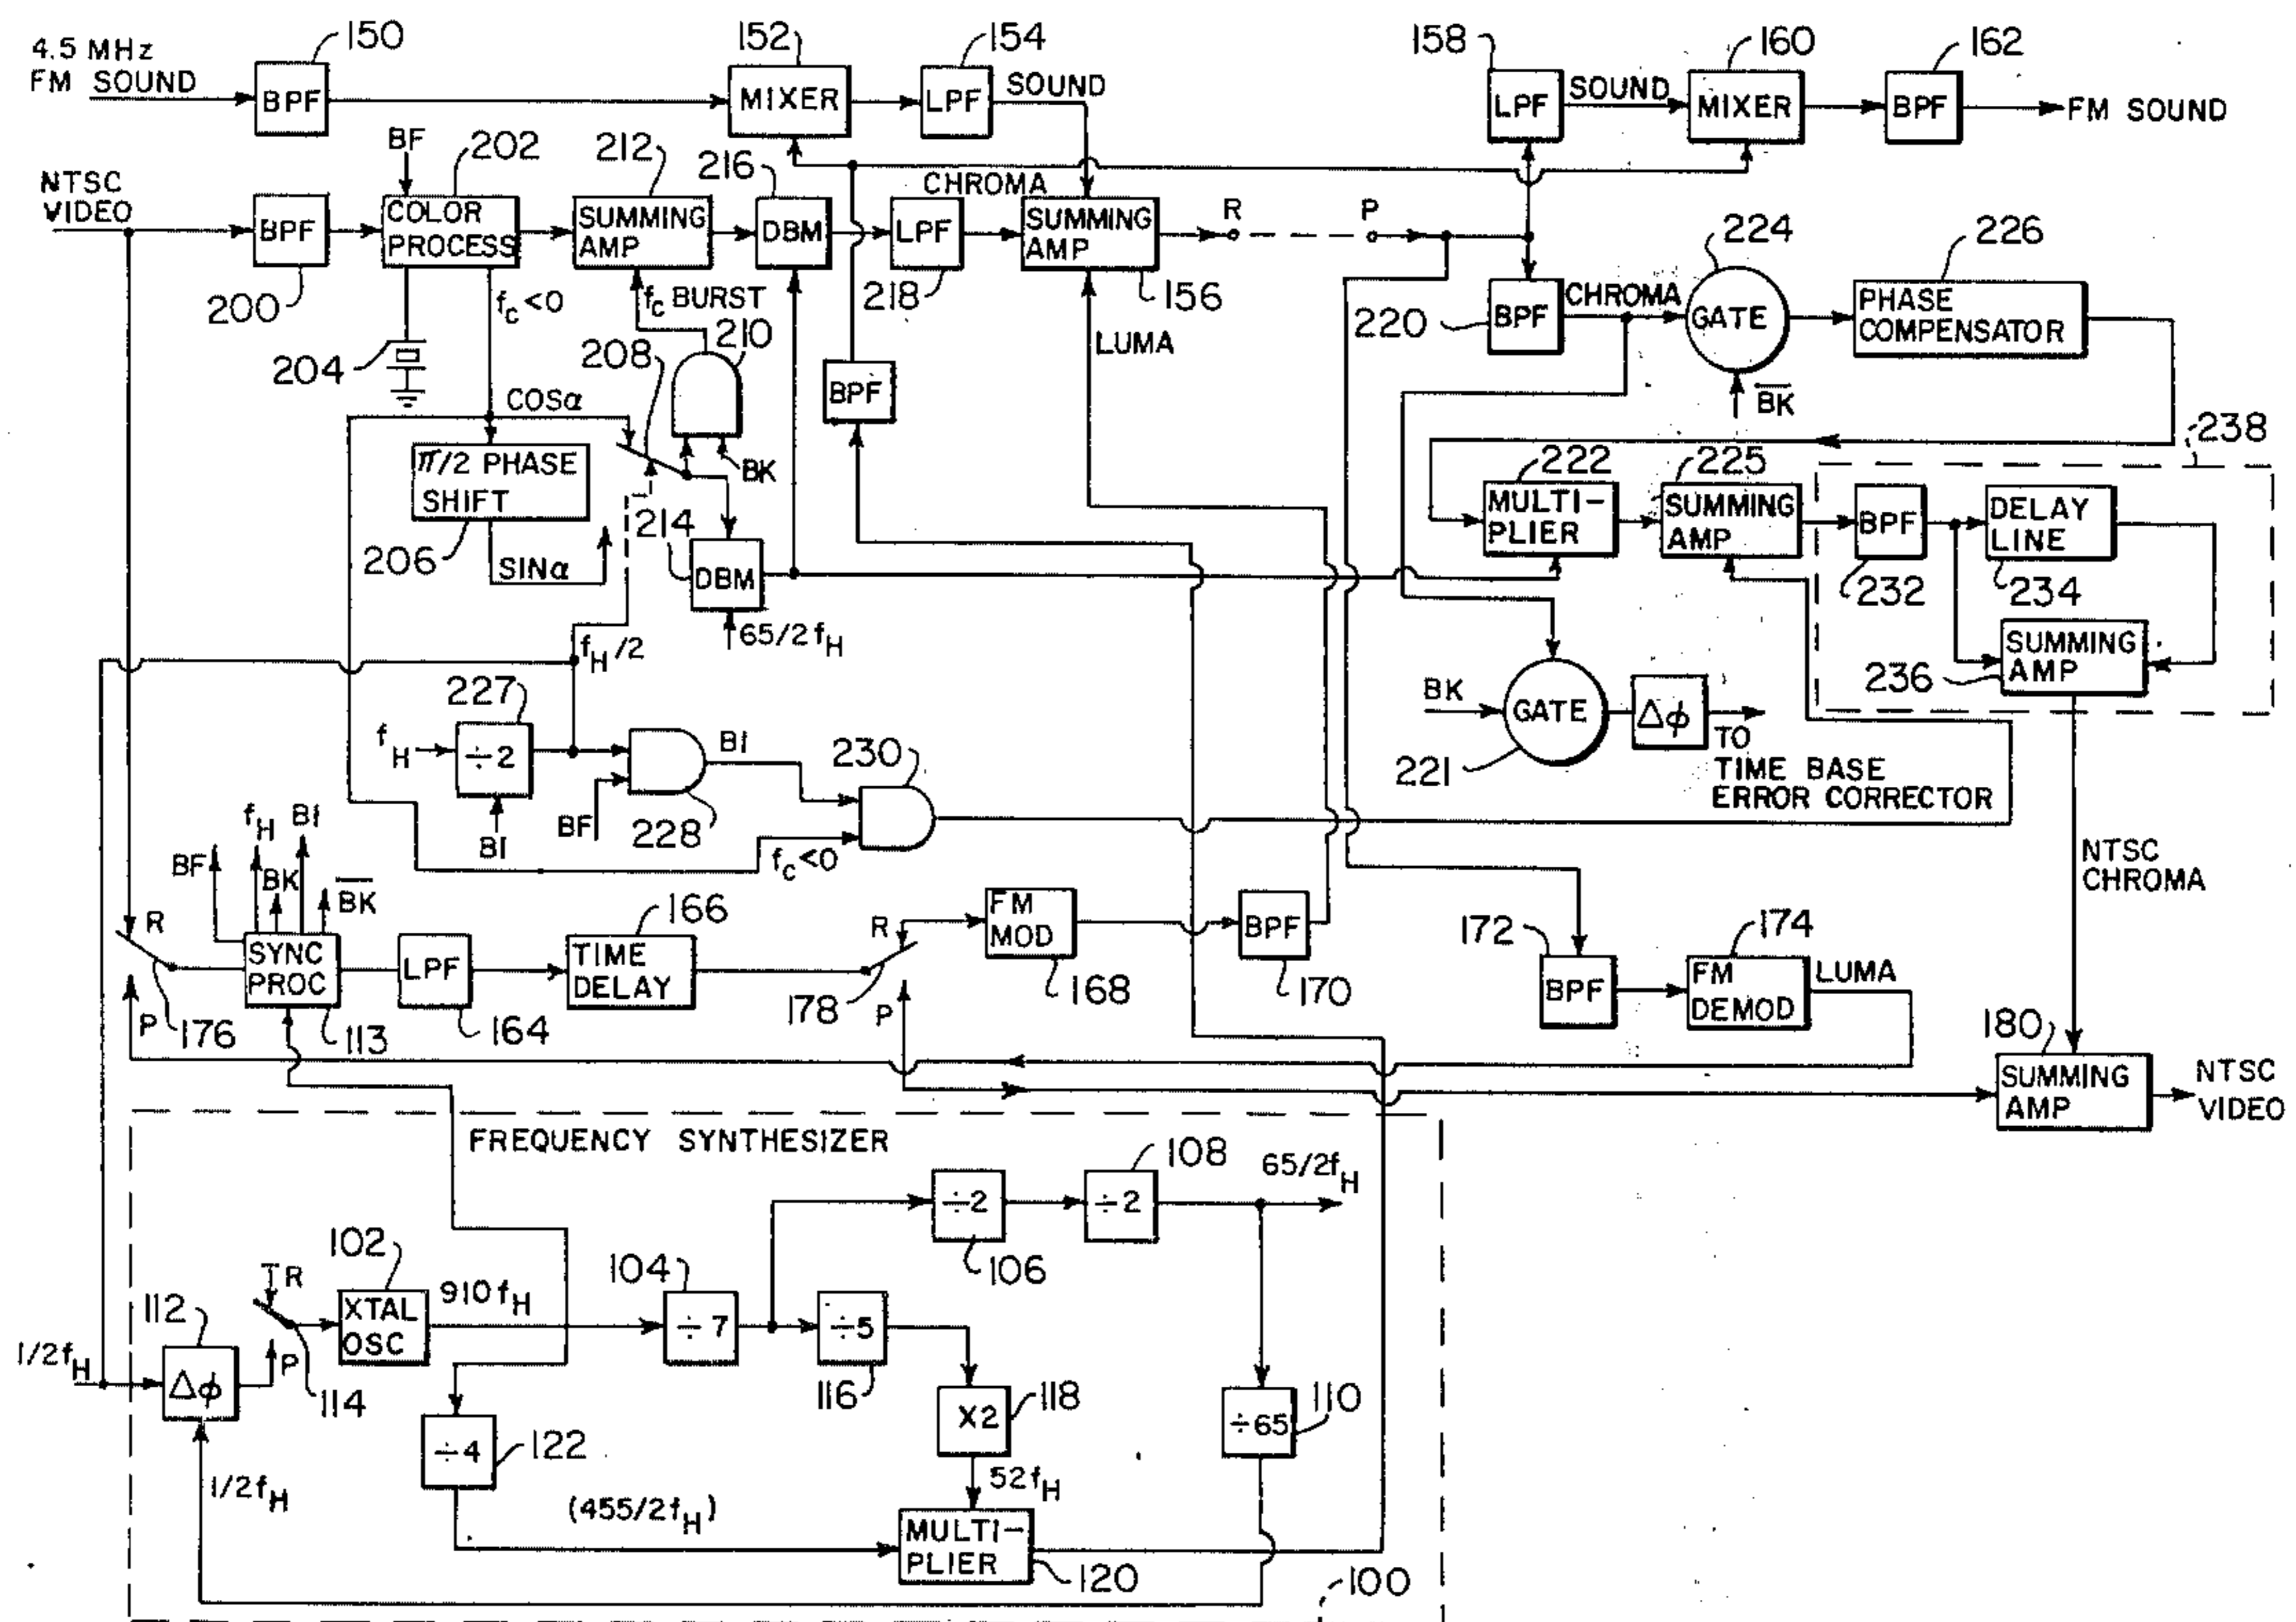 4.5 MHz
FM SOUND
150
BPF
152
MIXER
154
LPF
SOUND
158
LPF
SOUND
160
MIXER
162
BPF
FM SOUND
NTSC
VIDEO
BPF
200
BF
202
COLOR
PROCESS
204
fc<0
212
SUMMING
AMP
fc BURST
216
DBM
CHROMA
LPF
218
SUMMING
AMP
156
LUMA
R
P
BPF
220
CHROMA
224
GATE
BK
226
PHASE
COMPENSATOR
208
210
BK
BPF
COSα
π/2 PHASE
SHIFT
206
SINα
214
DBM
65/2fH
fH/2
222
MULTI-
PLIER
225
SUMMING
AMP
238
BPF
232
DELAY
LINE
234
SUMMING
AMP
236
BK
GATE
221
Δϕ
TO
TIME BASE
ERROR CORRECTOR
227
fH
÷2
BI
BF
228
BI
230
fc<0
BF
fH
BK
BI
BK
R
P
176
SYNC
PROC
113
LPF
164
166
TIME
DELAY
178
R
P
FM
MOD
168
BPF
170
172
BPF
174
FM
DEMOD
LUMA
NTSC
CHROMA
180
SUMMING
AMP
NTSC
VIDEO
FREQUENCY SYNTHESIZER
1/2fH
112
Δϕ
R
P
114
102
XTAL
OSC
910fH
104
÷7
÷2
106
108
÷2
65/2fH
÷5
116
X2
118
52fH
÷65
110
÷4
122
1/2fH
(455/2fH)
MULTI-
PLIER
120
100